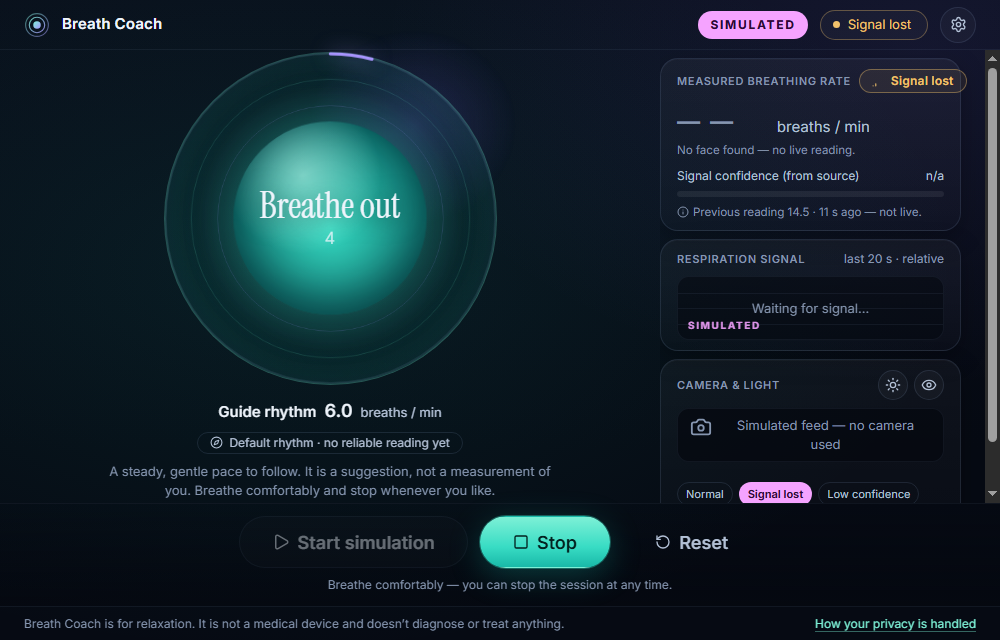 Breath Coach
SIMULATED
Signal lost
MEASURED BREATHING RATE
Signal lost
— —
breaths / min
No face found — no live reading.
Signal confidence (from source)
n/a
Previous reading 14.5 · 11 s ago — not live.
Breathe out
4
RESPIRATION SIGNAL
last 20 s · relative
Waiting for signal...
SIMULATED
CAMERA & LIGHT
Simulated feed — no camera
used
Normal
Signal lost
Low confidence
Guide rhythm 6.0 breaths / min
Default rhythm · no reliable reading yet
A steady, gentle pace to follow. It is a suggestion, not a measurement of
you. Breathe comfortably and stop whenever you like.
Start simulation
Stop
Reset
Breathe comfortably — you can stop the session at any time.
Breath Coach is for relaxation. It is not a medical device and doesn’t diagnose or treat anything.
How your privacy is handled